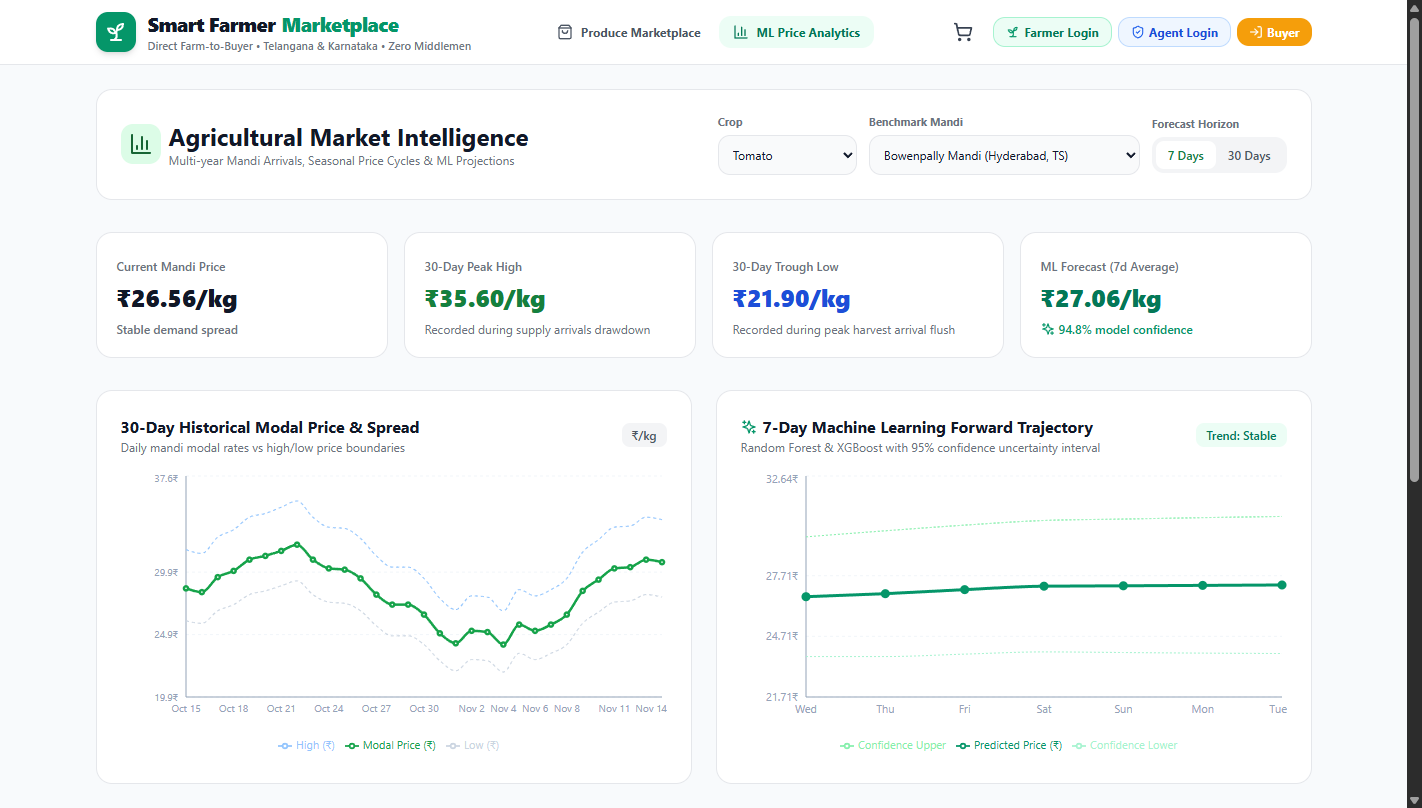 Smart Farmer Marketplace
Direct Farm-to-Buyer • Telangana & Karnataka • Zero Middlemen
Produce Marketplace
ML Price Analytics
Farmer Login
Agent Login
Buyer
Agricultural Market Intelligence
Multi-year Mandi Arrivals, Seasonal Price Cycles & ML Projections
Crop
Tomato
Benchmark Mandi
Bowenpally Mandi (Hyderabad, TS)
Forecast Horizon
7 Days
30 Days
Current Mandi Price
₹26.56/kg
Stable demand spread
30-Day Peak High
₹35.60/kg
Recorded during supply arrivals drawdown
30-Day Trough Low
₹21.90/kg
Recorded during peak harvest arrival flush
ML Forecast (7d Average)
₹27.06/kg
94.8% model confidence
30-Day Historical Modal Price & Spread
Daily mandi modal rates vs high/low price boundaries
₹/kg
37.6₹
29.9₹
24.9₹
19.9₹
Oct 15 Oct 18 Oct 21 Oct 24 Oct 27 Oct 30 Nov 2 Nov 4 Nov 6 Nov 8 Nov 11 Nov 14
High (₹) Modal Price (₹) Low (₹)
7-Day Machine Learning Forward Trajectory
Random Forest & XGBoost with 95% confidence uncertainty interval
Trend: Stable
32.64₹
27.71₹
24.71₹
21.71₹
Wed Thu Fri Sat Sun Mon Tue
Confidence Upper Predicted Price (₹) Confidence Lower